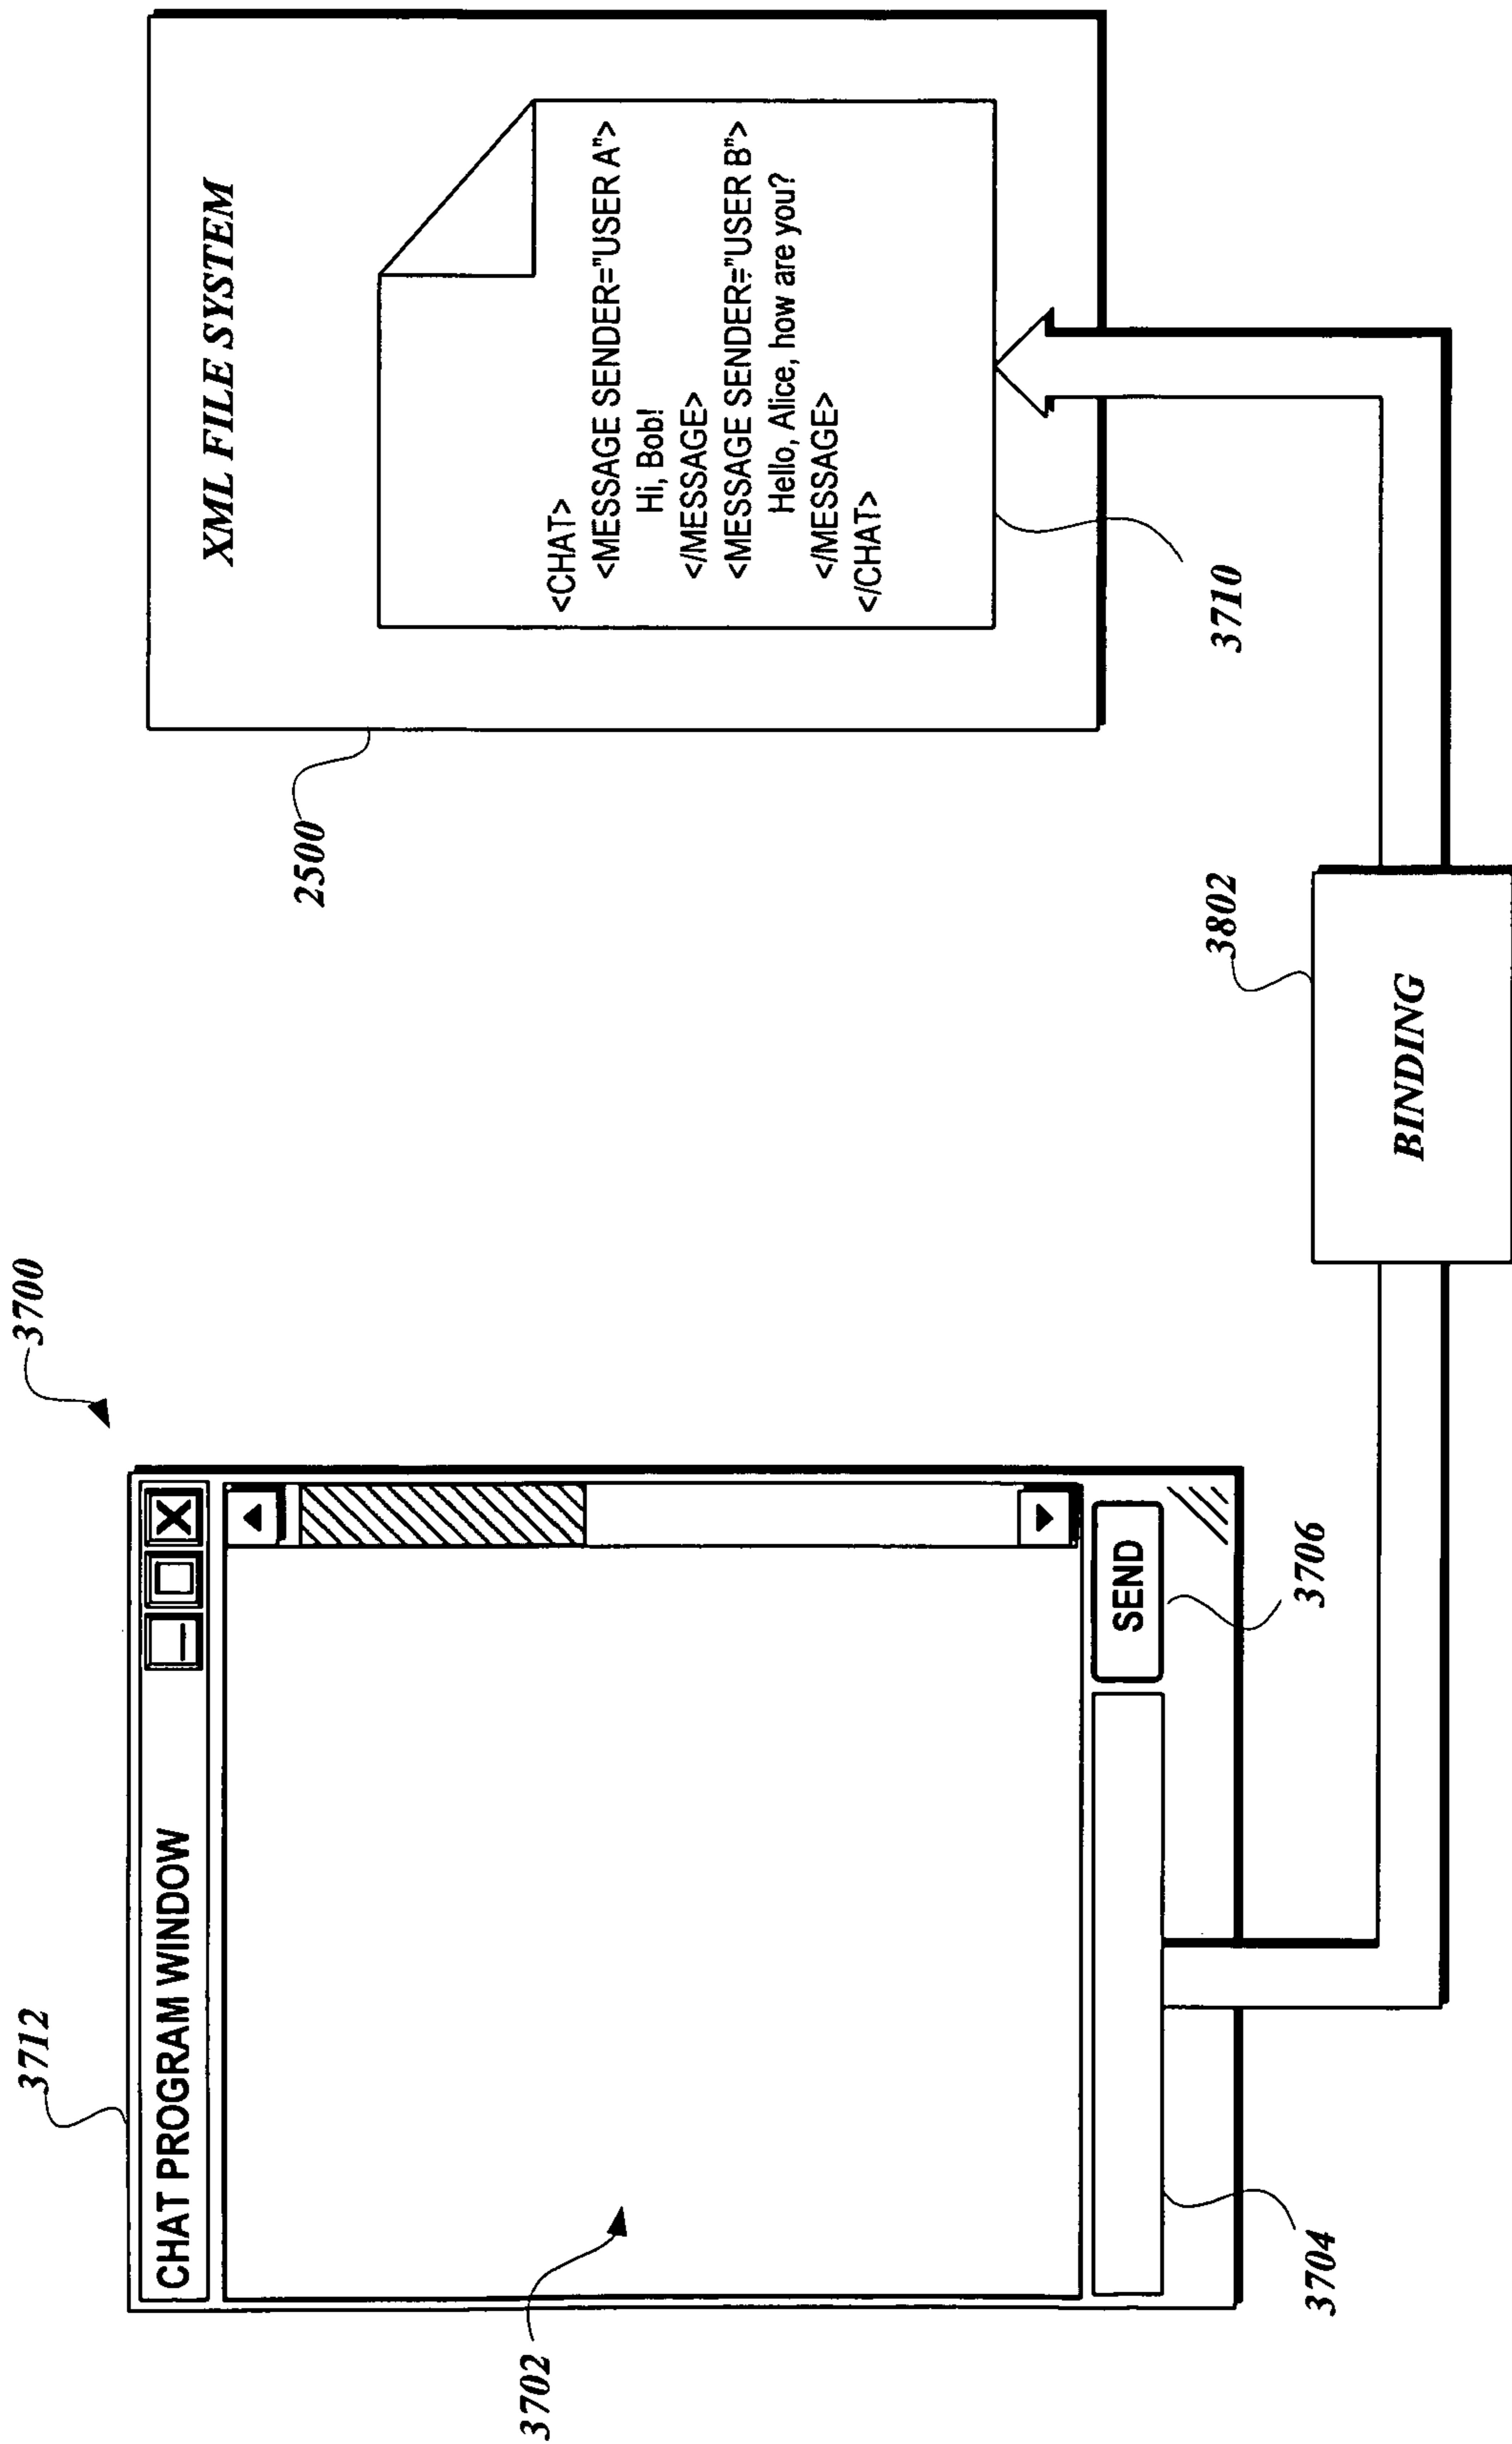 3700
3712
CHAT PROGRAM WINDOW
3702
SEND
3704
3706
XML FILE SYSTEM
2500
<CHAT>
<MESSAGE SENDER="USER A">
Hi, Bob!
</MESSAGE>
<MESSAGE SENDER="USER B">
Hello, Alice, how are you?
</MESSAGE>
</CHAT>
3710
3802
BINDING